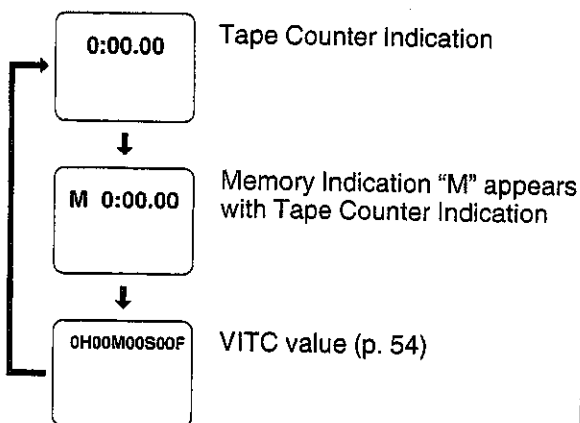 0:00.00
Tape Counter Indication
M 0:00.00
Memory Indication “M” appears
with Tape Counter Indication
0H00M00S00F
VITC value (p. 54)